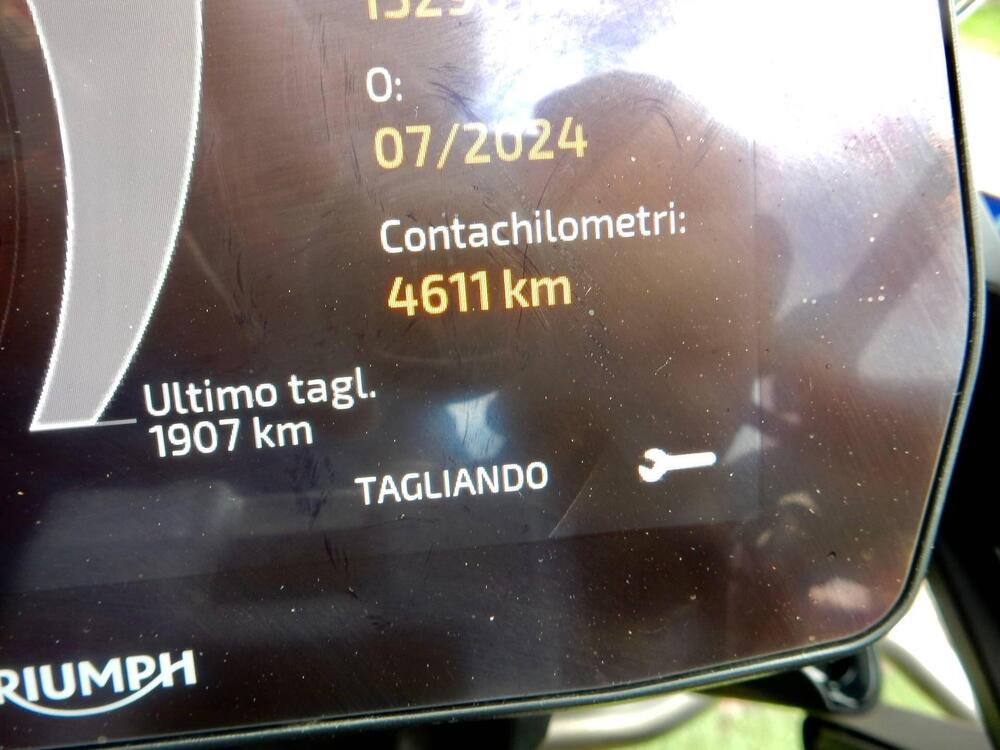 O:
07/2024
Contachilometri:
4611 km
Ultimo tagl.
1907 km
TAGLIANDO
RIUMPH